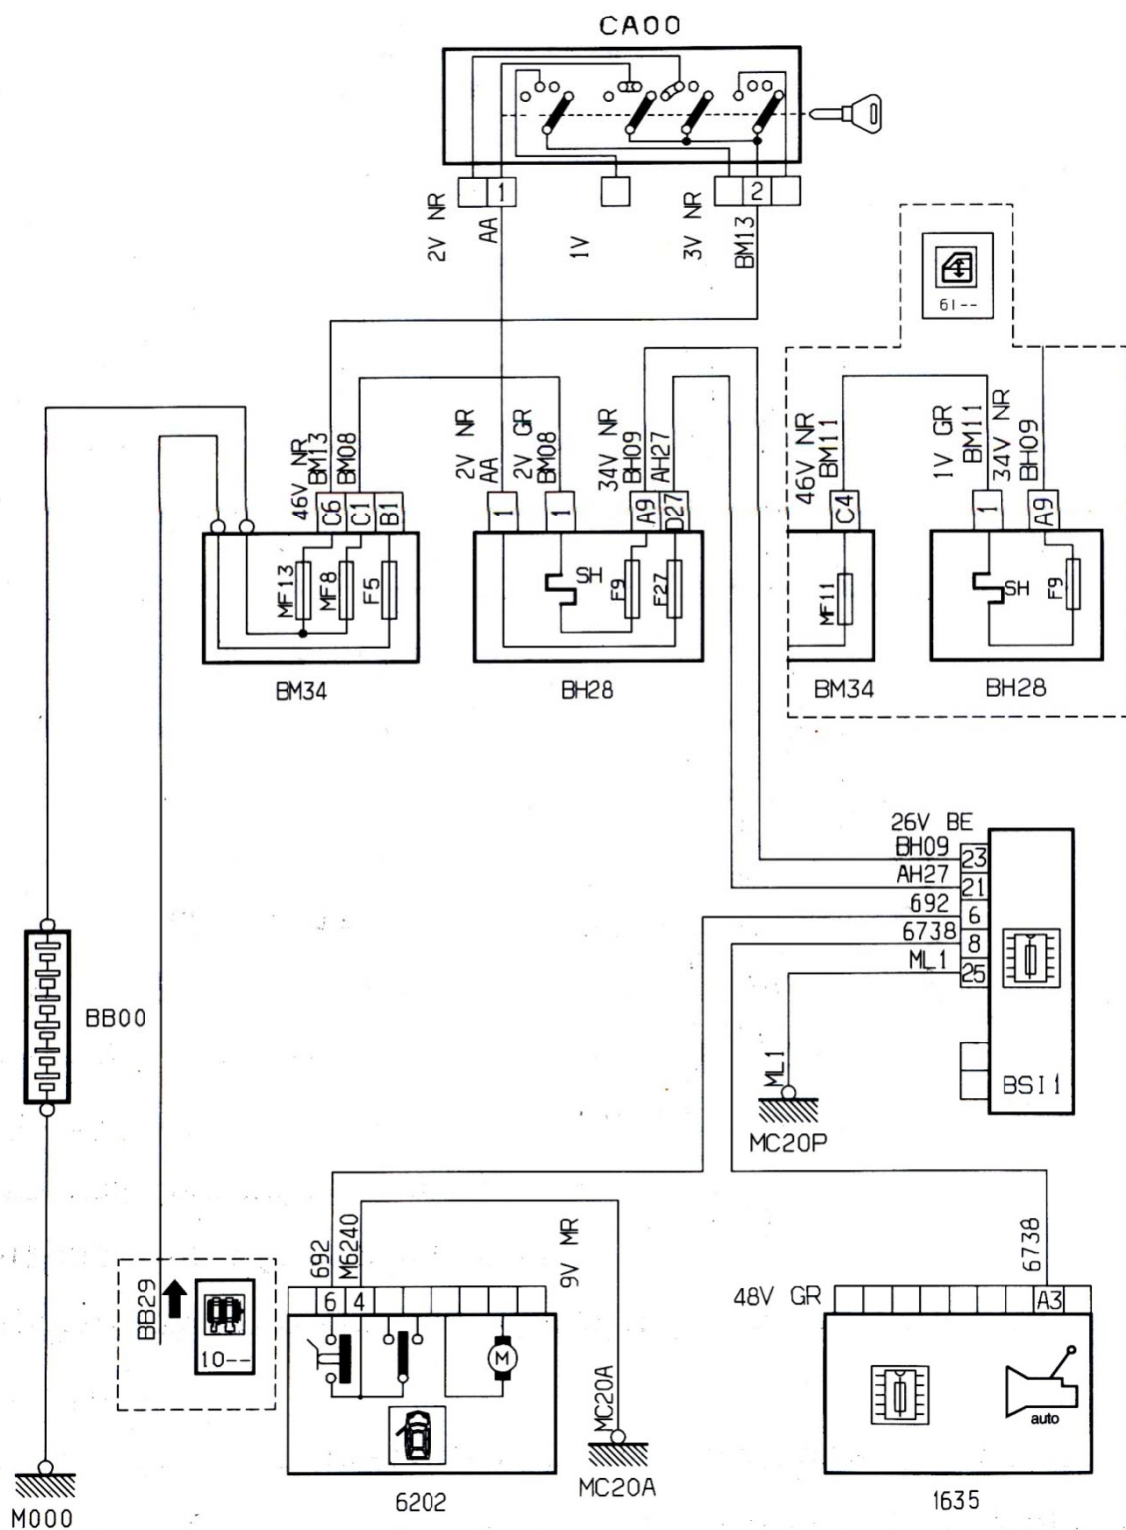 CA00
1
2
2V NR
AA
1V
3V NR
BM13
61--
46V NR
BM13
BM08
2V NR
AA
2V GR
BM08
34V NR
BH09
AH27
46V NR
BM11
1V GR
BM11
34V NR
BH09
C6
C1
B1
1
1
A9
D27
C4
1
A9
MF13
MF8
F5
SH
F9
F27
MF11
SH
F9
BM34
BH28
BM34
BH28
26V BE
BH09
23
AH27
21
692
6
6738
8
ML1
25
BB00
ML1
BSI1
MC20P
692
M6240
9V MR
6738
BB29
10--
6
4
48V GR
A3
M
MC20A
auto
MC20A
6202
1635
M000